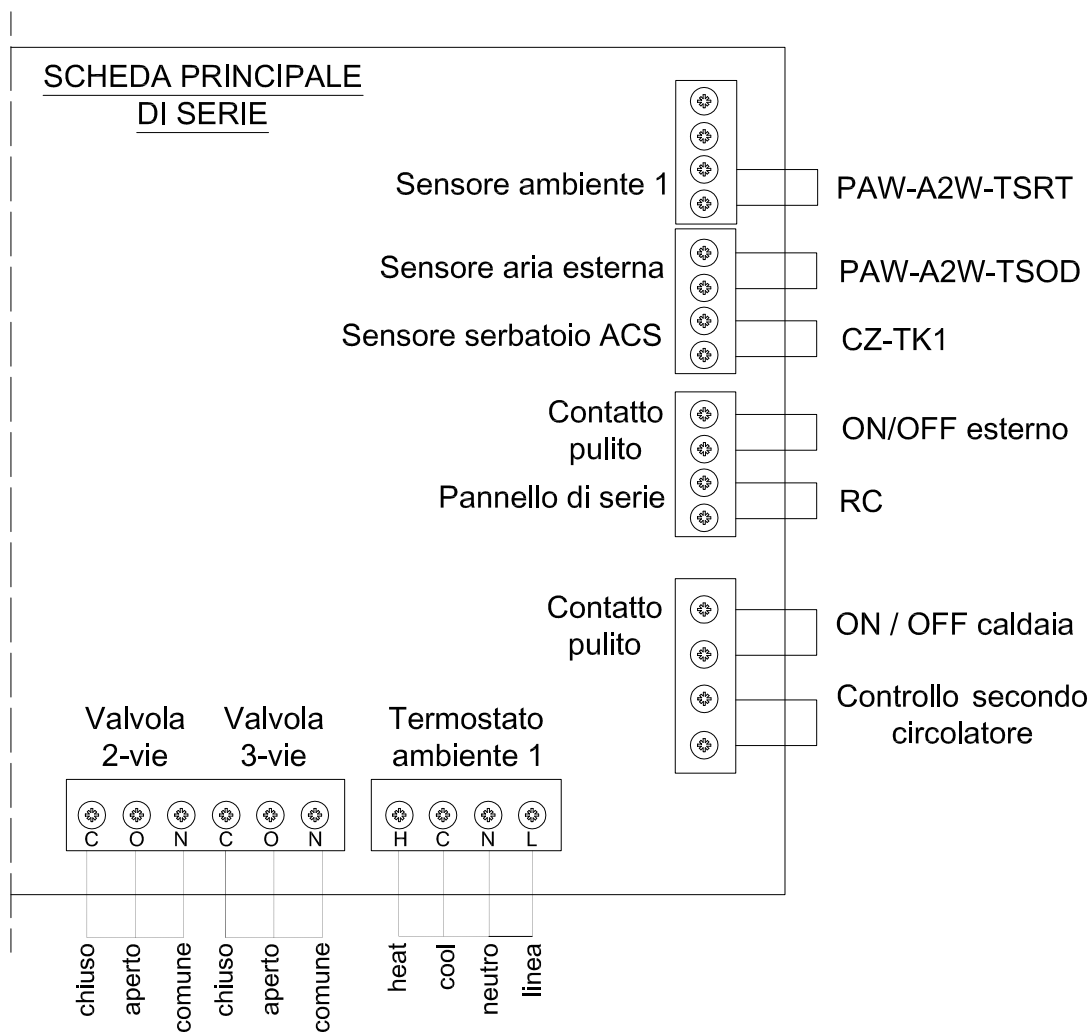 SCHEDA PRINCIPALE
DI SERIE
Sensore ambiente 1
PAW-A2W-TSRT
Sensore aria esterna
PAW-A2W-TSOD
Sensore serbatoio ACS
CZ-TK1
Contatto
pulito
ON/OFF esterno
Pannello di serie
RC
Contatto
pulito
ON / OFF caldaia
Controllo secondo
circolatore
Valvola
2-vie
Valvola
3-vie
Termostato
ambiente 1
C O N C O N
H C N L
chiuso
aperto
comune
chiuso
aperto
comune
heat
cool
neutro
linea